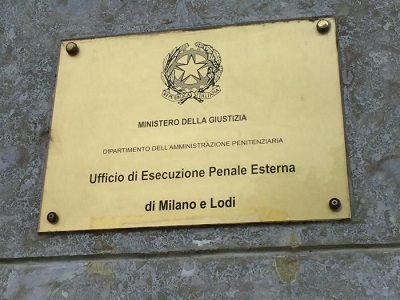 MINISTERO DELLA GIUSTIZIA
DIPARTIMENTO DELL'AMMINISTRAZIONE PENITENZIARIA
Ufficio di Esecuzione Penale Esterna
di Milano e Lodi